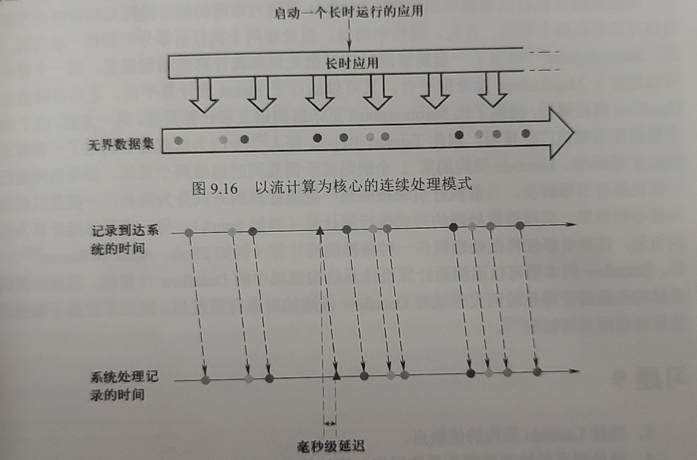 启动一个长时运行的应用
长时应用
无界数据集
图 9.16 以流计算为核心的连续处理模式
记录到达系
统的时间
系统处理记
录的时间
毫秒级延迟